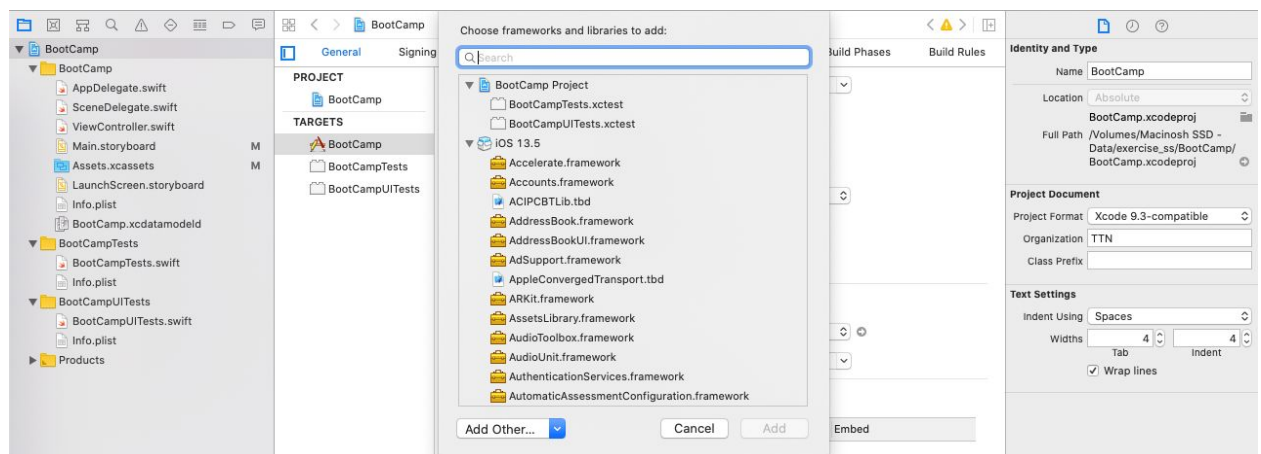 BootCamp
BootCamp
AppDelegate.swift
SceneDelegate.swift
ViewController.swift
Main.storyboard M
Assets.xcassets M
LaunchScreen.storyboard
Info.plist
BootCamp.xcdatamodeld
BootCampTests
BootCampTests.swift
Info.plist
BootCampUITests
BootCampUITests.swift
Info.plist
Products
BootCamp
General Signing
PROJECT
BootCamp
TARGETS
BootCamp
BootCampTests
BootCampUITests
Choose frameworks and libraries to add:
Search
BootCamp Project
BootCampTests.xctest
BootCampUITests.xctest
iOS 13.5
Accelerate.framework
Accounts.framework
ACIPCBTLib.tbd
AddressBook.framework
AddressBookUI.framework
AdSupport.framework
AppleConvergedTransport.tbd
ARKit.framework
AssetsLibrary.framework
AudioToolbox.framework
AudioUnit.framework
AuthenticationServices.framework
AutomaticAssessmentConfiguration.framework
Add Other... Cancel Add
Build Phases Build Rules
Embed
Identity and Type
Name BootCamp
Location Absolute
BootCamp.xcodeproj
Full Path /Volumes/Macinosh SSD -
Data/exercise_ss/BootCamp/
BootCamp.xcodeproj
Project Document
Project Format Xcode 9.3-compatible
Organization TTN
Class Prefix
Text Settings
Indent Using Spaces
Widths 4 4
Tab Indent
Wrap lines